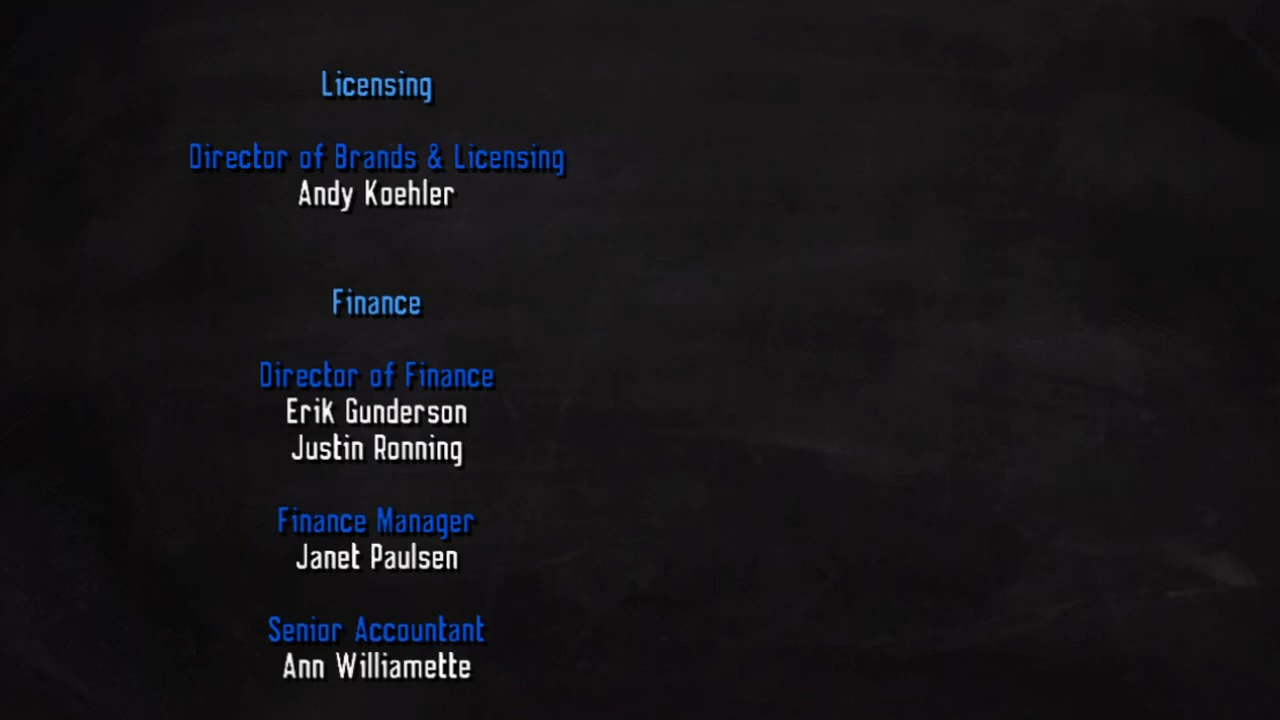 Licensing
Director of Brands & Licensing
Andy Koehler
Finance
Director of Finance
Erik Gunderson
Justin Ronning
Finance Manager
Janet Paulsen
Senior Accountant
Ann Williamette